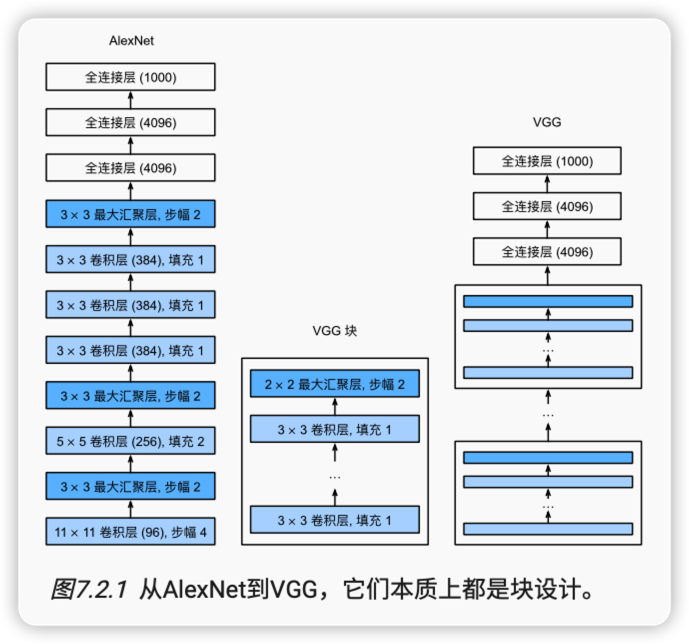 AlexNet
全连接层 (1000)
全连接层 (4096)
全连接层 (4096)
3 × 3 最大汇聚层, 步幅 2
3 × 3 卷积层 (384), 填充 1
3 × 3 卷积层 (384), 填充 1
3 × 3 卷积层 (384), 填充 1
3 × 3 最大汇聚层, 步幅 2
5 × 5 卷积层 (256), 填充 2
3 × 3 最大汇聚层, 步幅 2
11 × 11 卷积层 (96), 步幅 4
VGG 块
2 × 2 最大汇聚层, 步幅 2
3 × 3 卷积层, 填充 1
...
3 × 3 卷积层, 填充 1
VGG
全连接层 (1000)
全连接层 (4096)
全连接层 (4096)
...
...
...
图7.2.1 从AlexNet到VGG，它们本质上都是块设计。